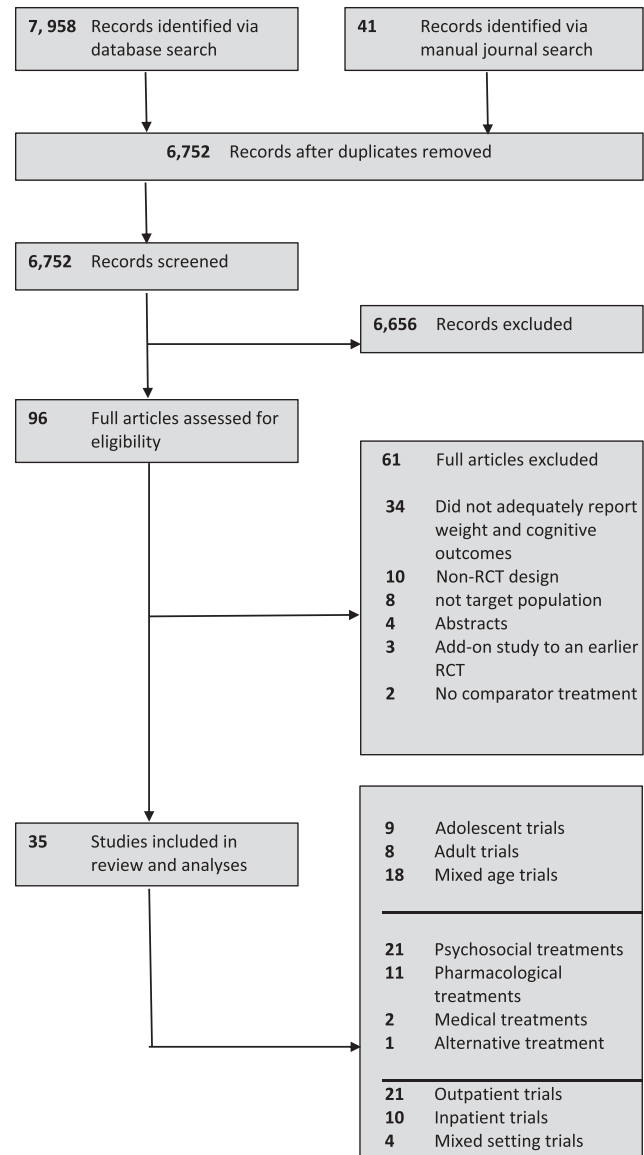 7, 958 Records identified via
database search
41 Records identified via
manual journal search
6,752 Records after duplicates removed
6,752 Records screened
6,656 Records excluded
96 Full articles assessed for
eligibility
61 Full articles excluded
34 Did not adequately report
weight and cognitive
outcomes
10 Non-RCT design
8 not target population
4 Abstracts
3 Add-on study to an earlier
RCT
2 No comparator treatment
35 Studies included in
review and analyses
9 Adolescent trials
8 Adult trials
18 Mixed age trials
21 Psychosocial treatments
11 Pharmacological
treatments
2 Medical treatments
1 Alternative treatment
21 Outpatient trials
10 Inpatient trials
4 Mixed setting trials